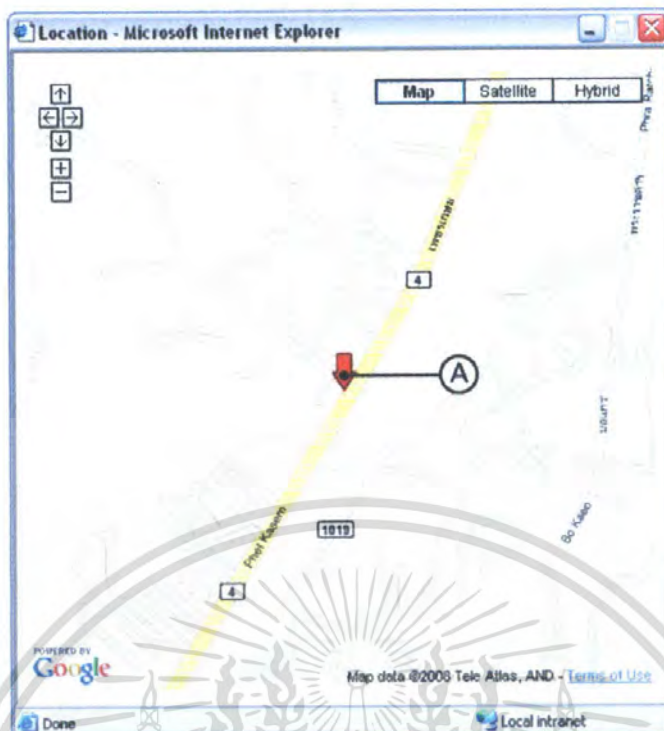 Location - Microsoft Internet Explorer
Map Satellite Hybrid
4
A
1019
Phet Kasem
Bo Kaeo
4
POWERED BY
Google
Map data ©2008 Tele Atlas, AND - Terms of Use
Done Local intranet